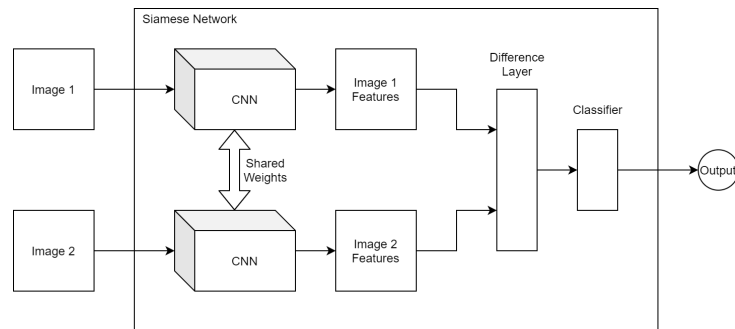 Siamese Network
Image 1
CNN
Image 1
Features
Difference
Layer
Classifier
Shared
Weights
Output
Image 2
CNN
Image 2
Features